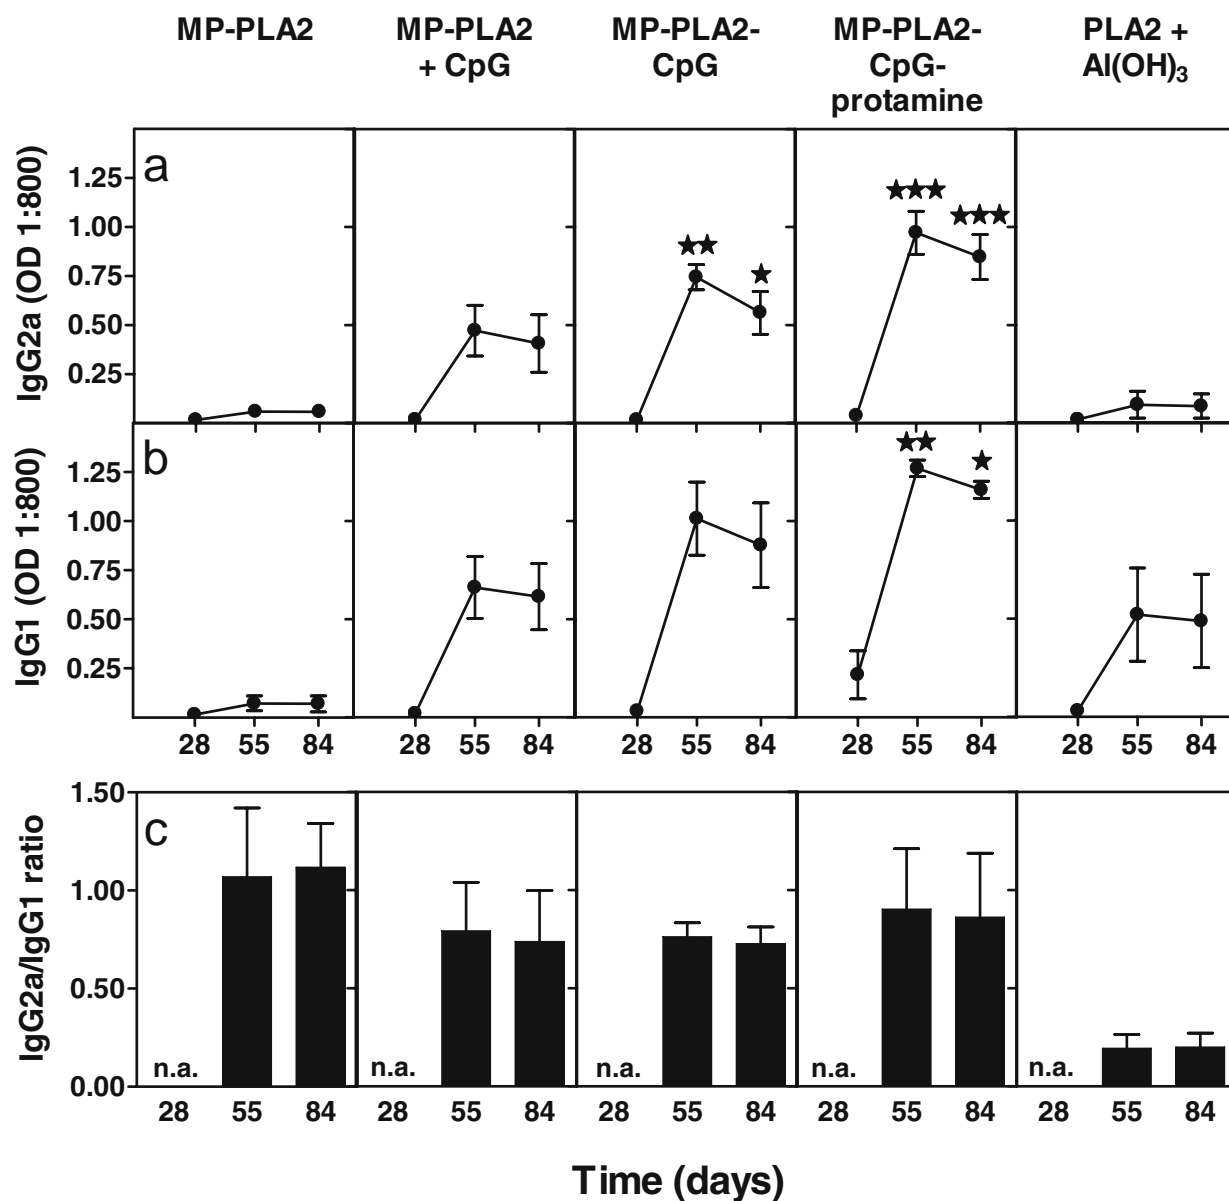 MP-PLA2
MP-PLA2
+ CpG
MP-PLA2-
CpG
MP-PLA2-
CpG-
protamine
PLA2 +
Al(OH)3
a
IgG2a (OD 1:800)
1.25
1.00
0.75
0.50
0.25
★★
★
★★★
★★★
b
IgG1 (OD 1:800)
1.25
1.00
0.75
0.50
0.25
★★
★
28 55 84 28 55 84 28 55 84 28 55 84 28 55 84
c
IgG2a/IgG1 ratio
1.50
1.00
0.50
0.00
n.a. n.a. n.a. n.a. n.a.
28 55 84 28 55 84 28 55 84 28 55 84 28 55 84
Time (days)